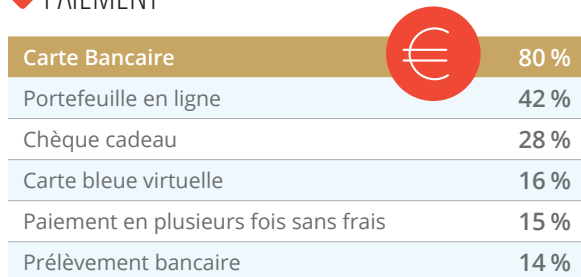 PAIEMENT
Carte Bancaire 80 %
Portefeuille en ligne 42 %
Chèque cadeau 28 %
Carte bleue virtuelle 16 %
Paiement en plusieurs fois sans frais 15 %
Prélèvement bancaire 14 %